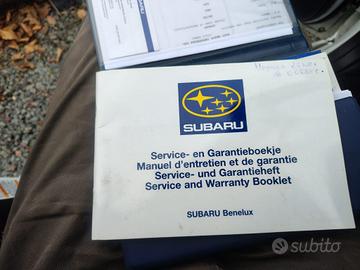 SUBARU
Service- en Garantieboekje
Manuel d'entretien et de garantie
Service- und Garantieheft
Service and Warranty Booklet
SUBARU Benelux
subito